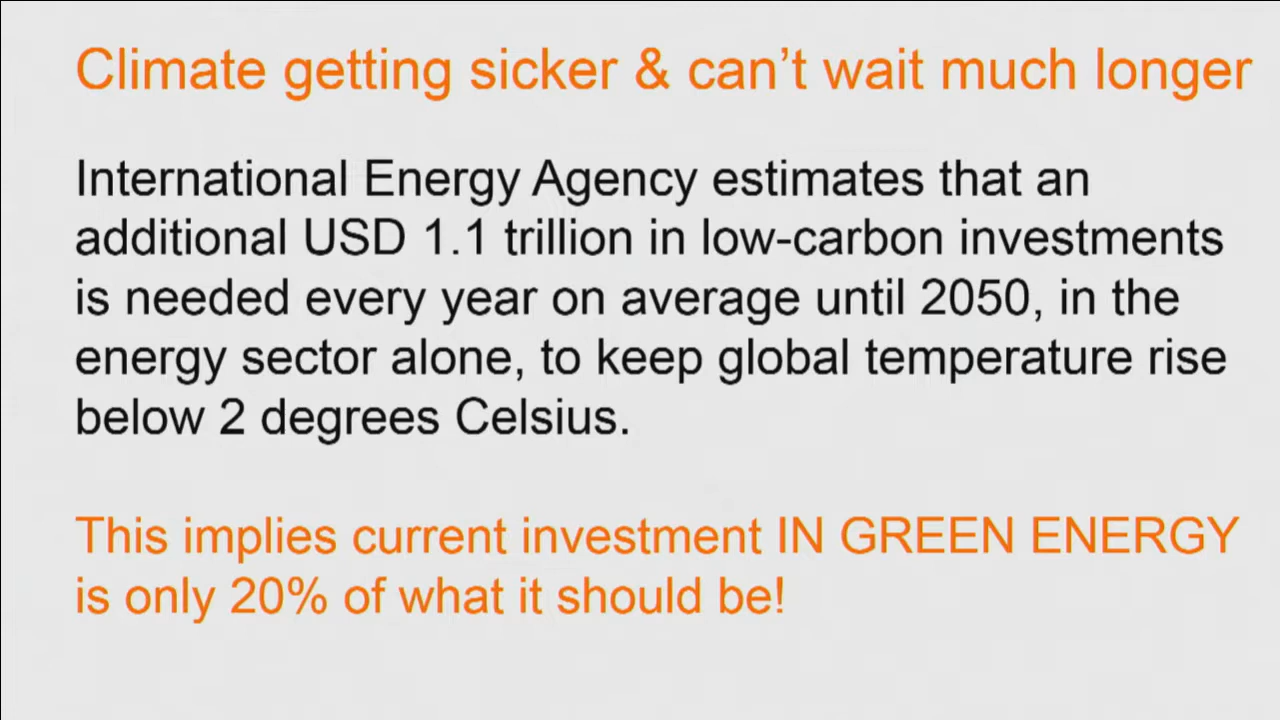 Climate getting sicker & can’t wait much longer
International Energy Agency estimates that an
additional USD 1.1 trillion in low-carbon investments
is needed every year on average until 2050, in the
energy sector alone, to keep global temperature rise
below 2 degrees Celsius.
This implies current investment IN GREEN ENERGY
is only 20% of what it should be!